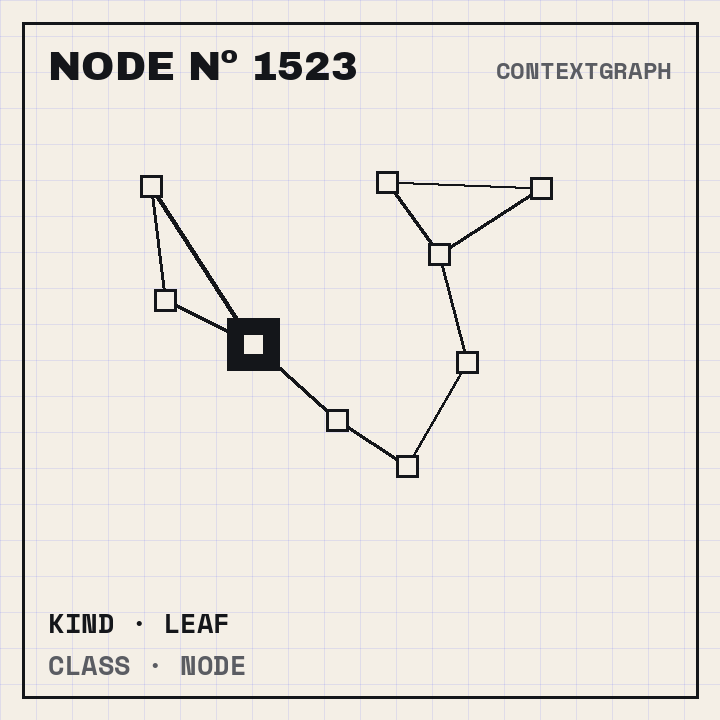 NODE Nº 1523
CONTEXTGRAPH
KIND · LEAF
CLASS · NODE